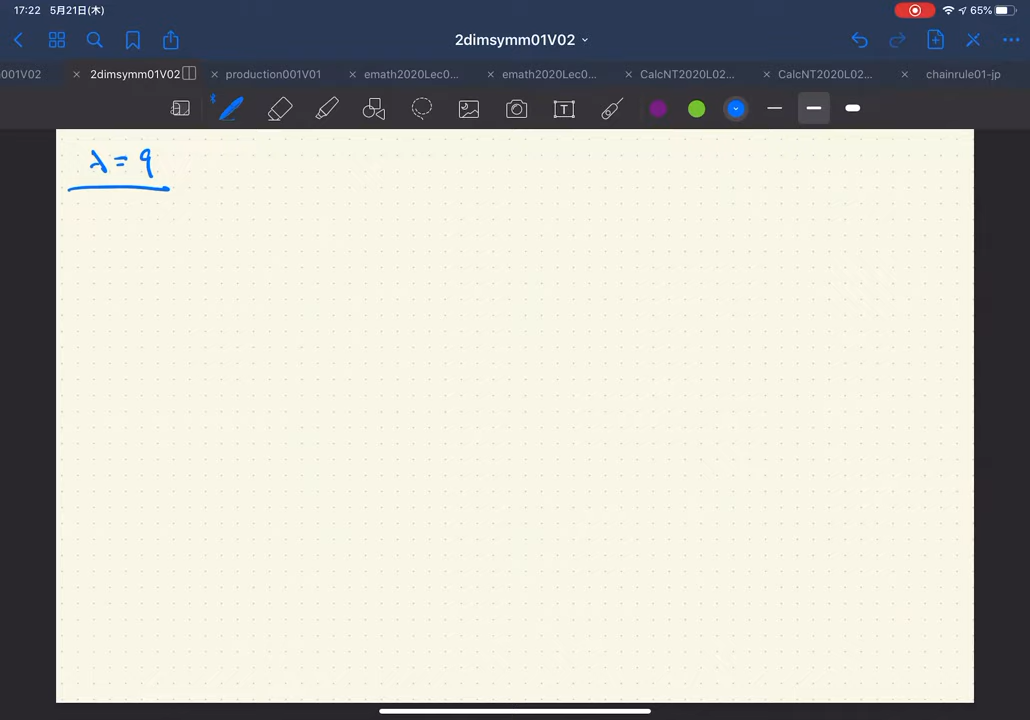 17:22 5月21日(木)
65%
2dimsymm01V02
001V02
2dimsymm01V02
production001V01
emath2020Lec0...
emath2020Lec0...
CalcNT2020L02...
CalcNT2020L02...
chainrule01-jp
λ = 9